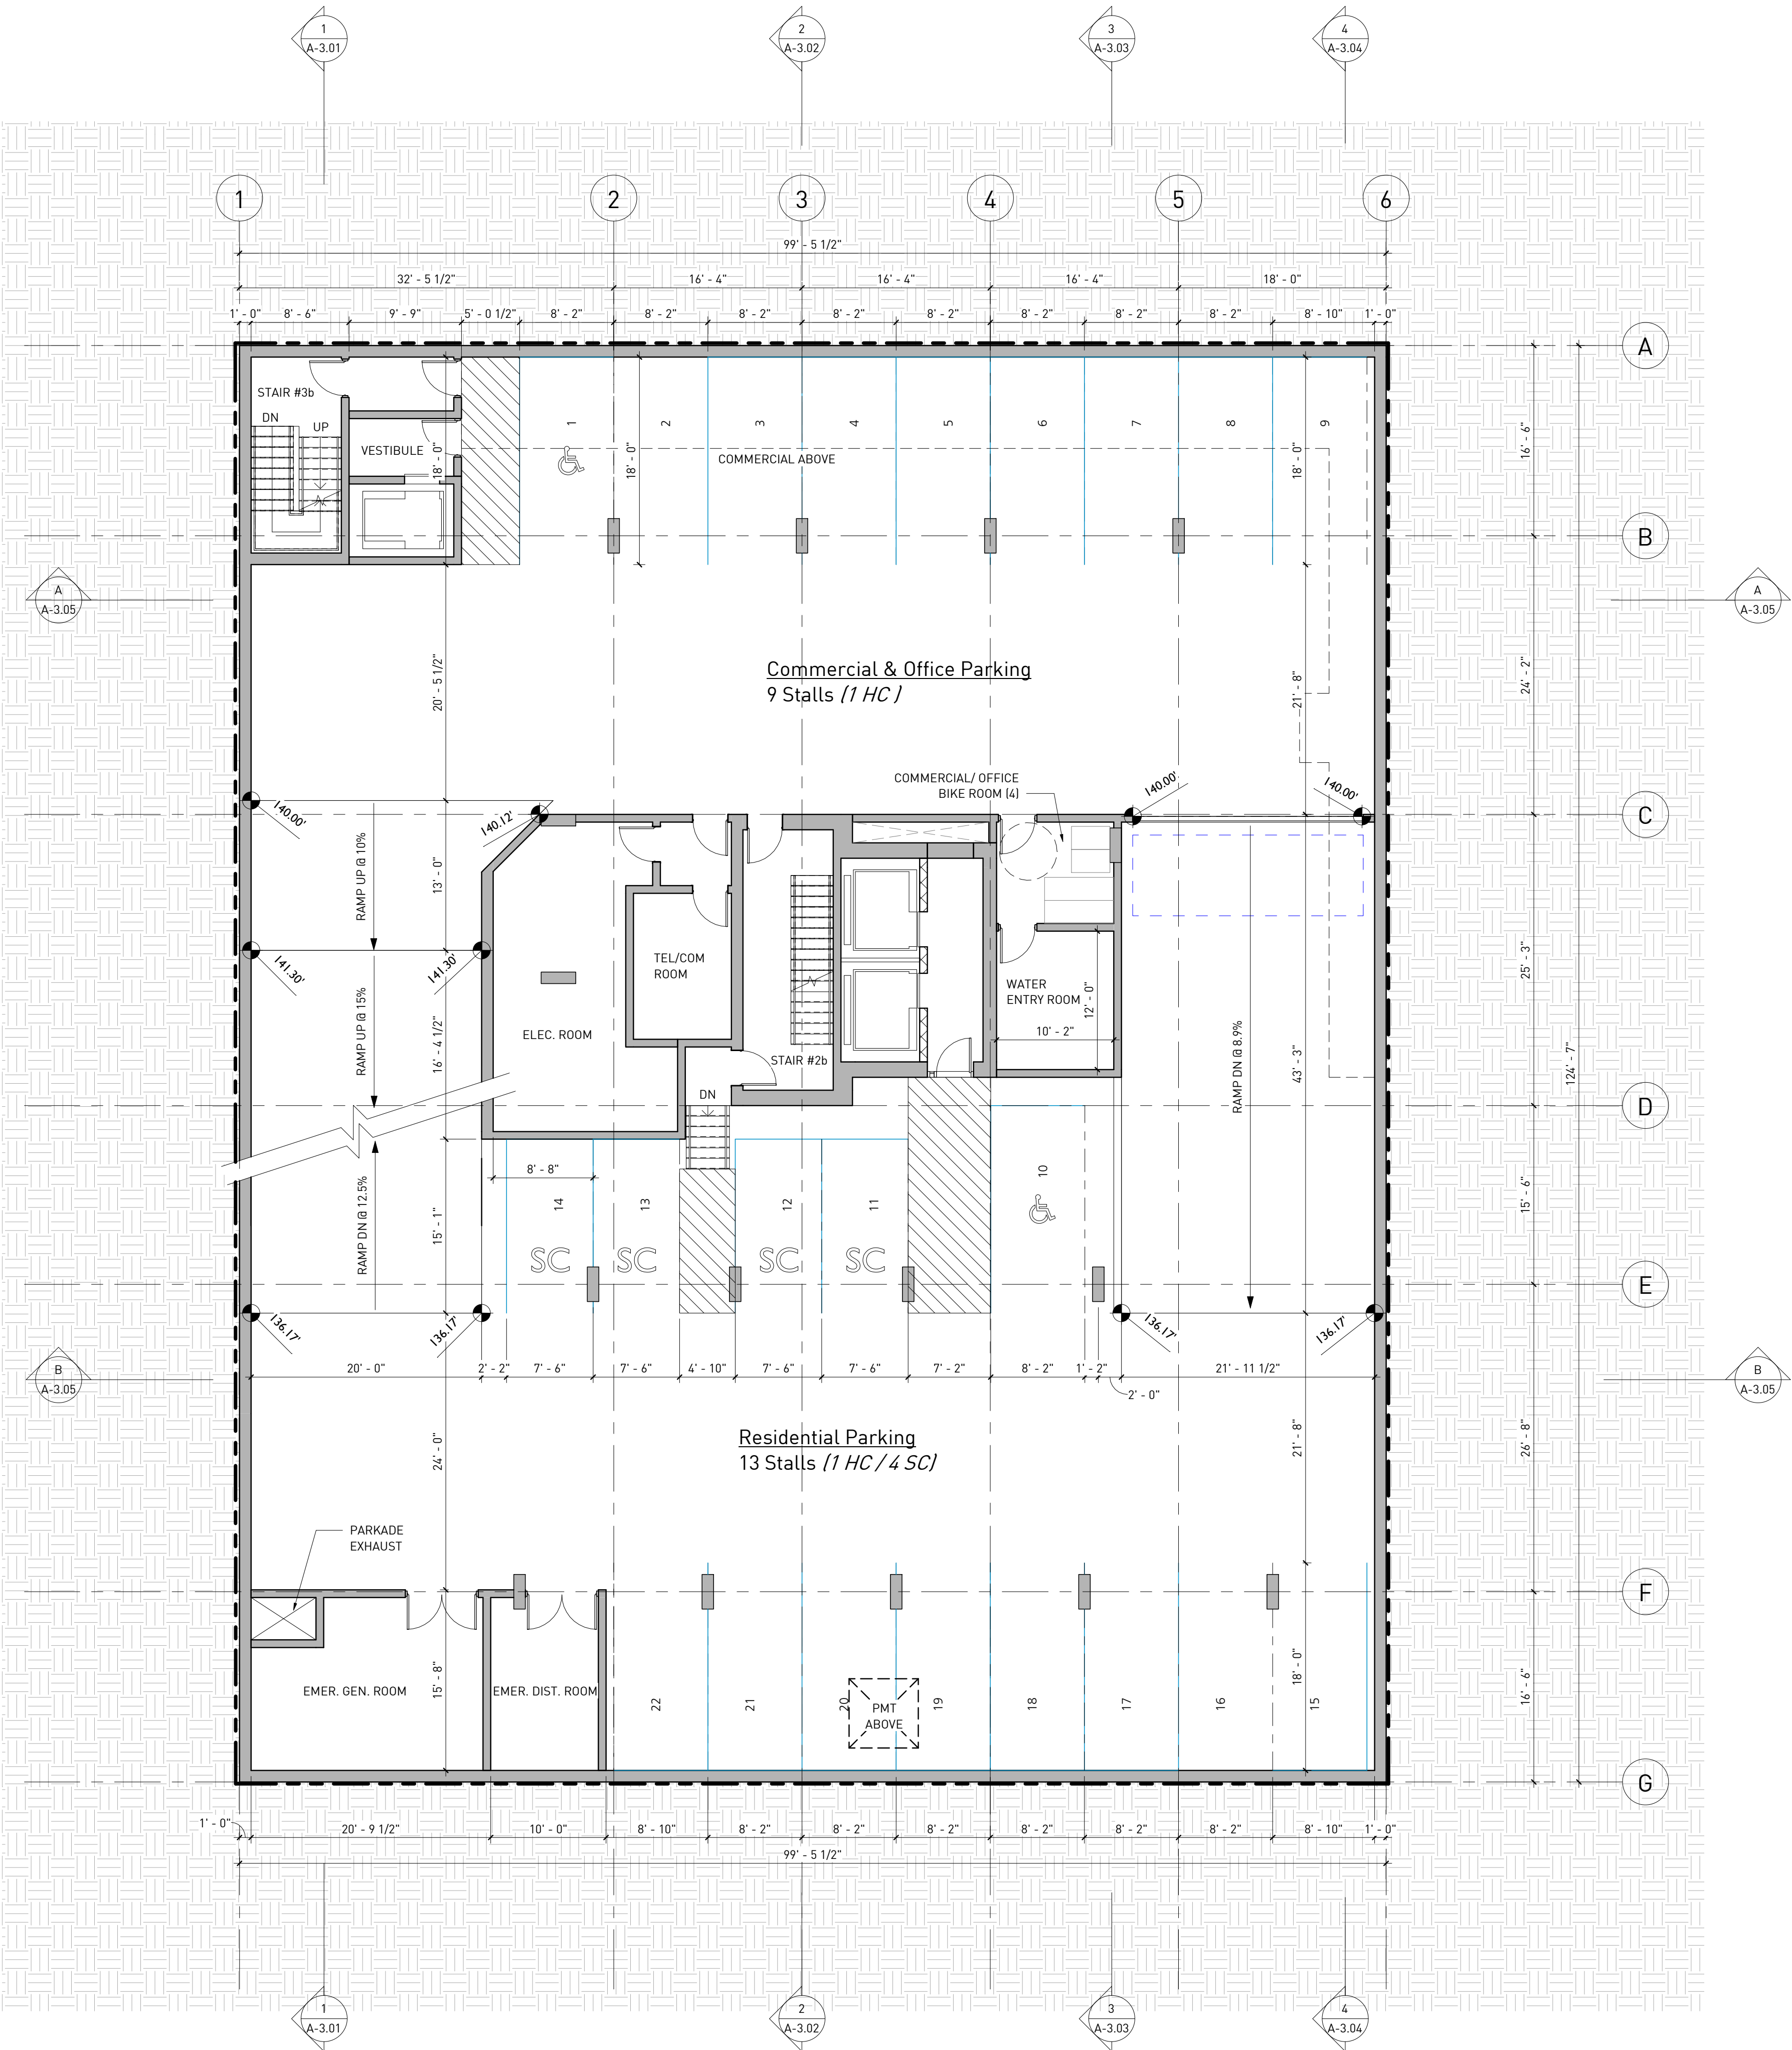 1
A-3.01
2
A-3.02
3
A-3.03
4
A-3.04
1
2
3
4
5
6
99' - 5 1/2"
32' - 5 1/2"
16' - 4"
16' - 4"
16' - 4"
18' - 0"
1' - 0"
8' - 6"
9' - 9"
5' - 0 1/2"
8' - 2"
8' - 2"
8' - 2"
8' - 2"
8' - 2"
8' - 2"
8' - 2"
8' - 2"
8' - 10"
1' - 0"
A
STAIR #3b
DN
UP
VESTIBULE
18' - 0"
1
2
3
4
5
6
7
8
9
18' - 0"
COMMERCIAL ABOVE
18' - 0"
16' - 6"
B
A
A-3.05
A
A-3.05
20' - 5 1/2"
Commercial & Office Parking
9 Stalls (1 HC )
21' - 8"
24' - 2"
COMMERCIAL/ OFFICE
BIKE ROOM (4)
140.00'
140.12'
140.00'
140.00'
C
RAMP UP @ 10%
13' - 0"
141.30'
141.30'
TEL/COM
ROOM
WATER
ENTRY ROOM
12' - 0"
10' - 2"
25' - 3"
RAMP UP @ 15%
16' - 4 1/2"
ELEC. ROOM
STAIR #2b
RAMP DN @ 8.9%
43' - 3"
124' - 7"
DN
D
8' - 8"
14
13
12
11
10
SC
SC
SC
SC
RAMP DN @ 12.5%
15' - 1"
15' - 6"
E
136.17'
136.17'
136.17'
136.17'
B
A-3.05
20' - 0"
2' - 2"
7' - 6"
7' - 6"
4' - 10"
7' - 6"
7' - 6"
7' - 2"
8' - 2"
1' - 2"
21' - 11 1/2"
2' - 0"
B
A-3.05
24' - 0"
Residential Parking
13 Stalls (1 HC / 4 SC)
21' - 8"
26' - 8"
PARKADE
EXHAUST
F
EMER. GEN. ROOM
15' - 8"
EMER. DIST. ROOM
22
21
20
PMT
ABOVE
19
18
17
16
15
18' - 0"
16' - 6"
G
1' - 0"
20' - 9 1/2"
10' - 0"
8' - 10"
8' - 2"
8' - 2"
8' - 2"
8' - 2"
8' - 2"
8' - 2"
8' - 10"
1' - 0"
99' - 5 1/2"
1
A-3.01
2
A-3.02
3
A-3.03
4
A-3.04